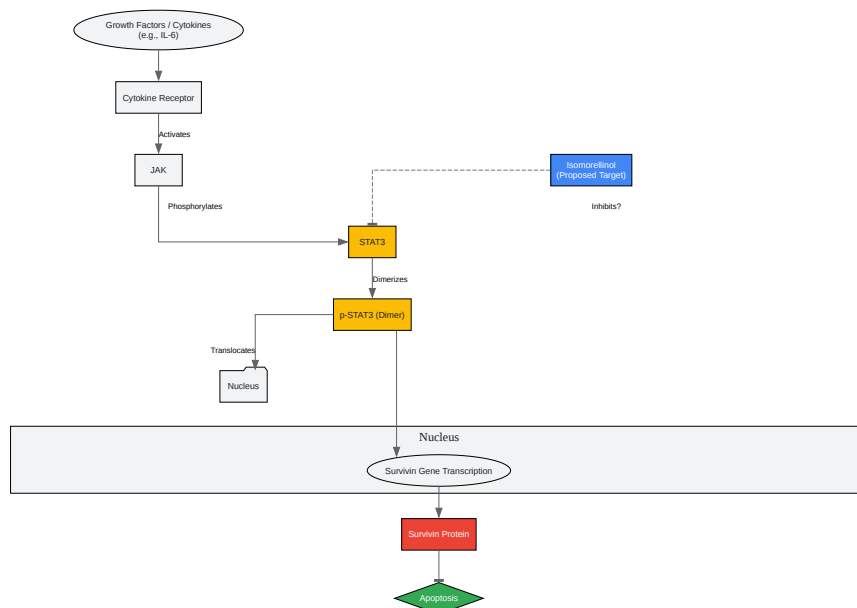 Growth Factors / Cytokines
(e.g., IL-6)
Cytokine Receptor
Activates
JAK
Isomorellinol
(Proposed Target)
Phosphorylates
Inhibits?
STAT3
Dimerizes
p-STAT3 (Dimer)
Translocates
Nucleus
Nucleus
Survivin Gene Transcription
Survivin Protein
Apoptosis